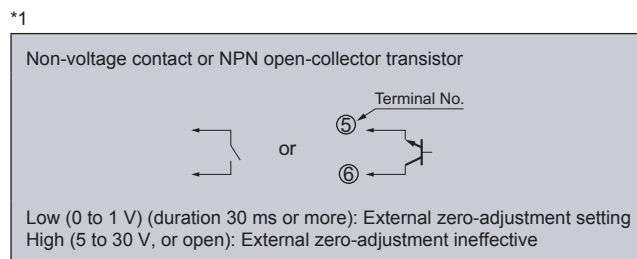 *1
Non-voltage contact or NPN open-collector transistor
Terminal No.
⑤
or
⑥
Low (0 to 1 V) (duration 30 ms or more): External zero-adjustment setting
High (5 to 30 V, or open): External zero-adjustment ineffective